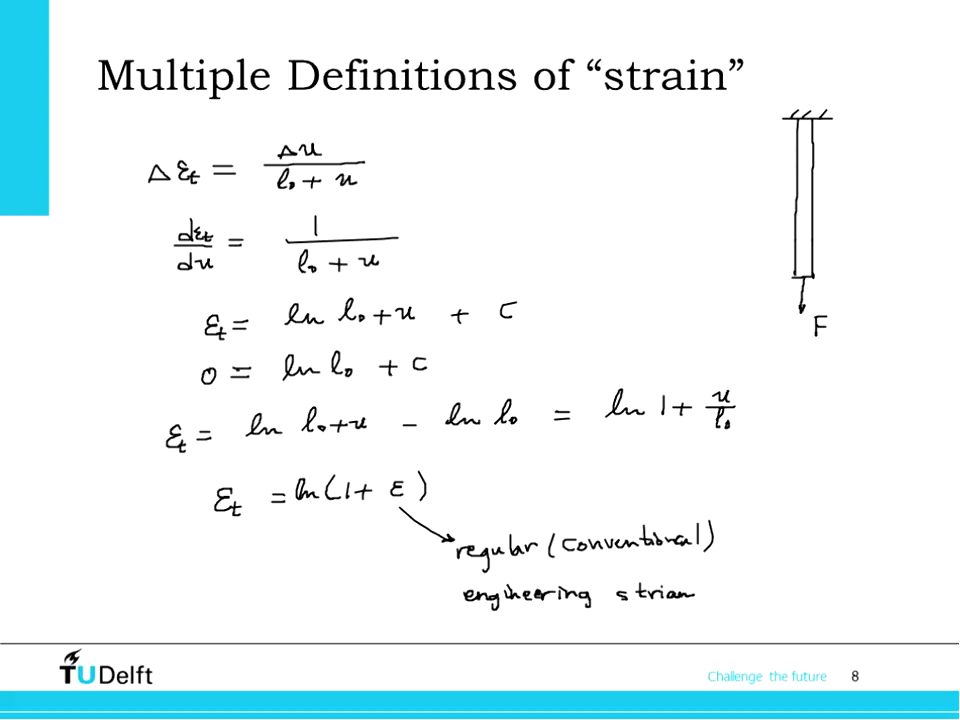 Multiple Definitions of “strain”
Δεt = Δu / l₀ + u
dεt/du = 1 / l₀ + u
εt = ln l₀+u + C
0 = ln l₀ + C
εt = ln l₀+u − ln l₀ = ln 1+ u/l₀
εt = ln(1+ ε)
regular (conventional)
engineering strian
F
TUDelft
Challenge the future 8